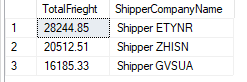 TotalFrieght ShipperCompanyName
1 28244.85 Shipper ETYNR
2 20512.51 Shipper ZHISN
3 16185.33 Shipper GVSUA